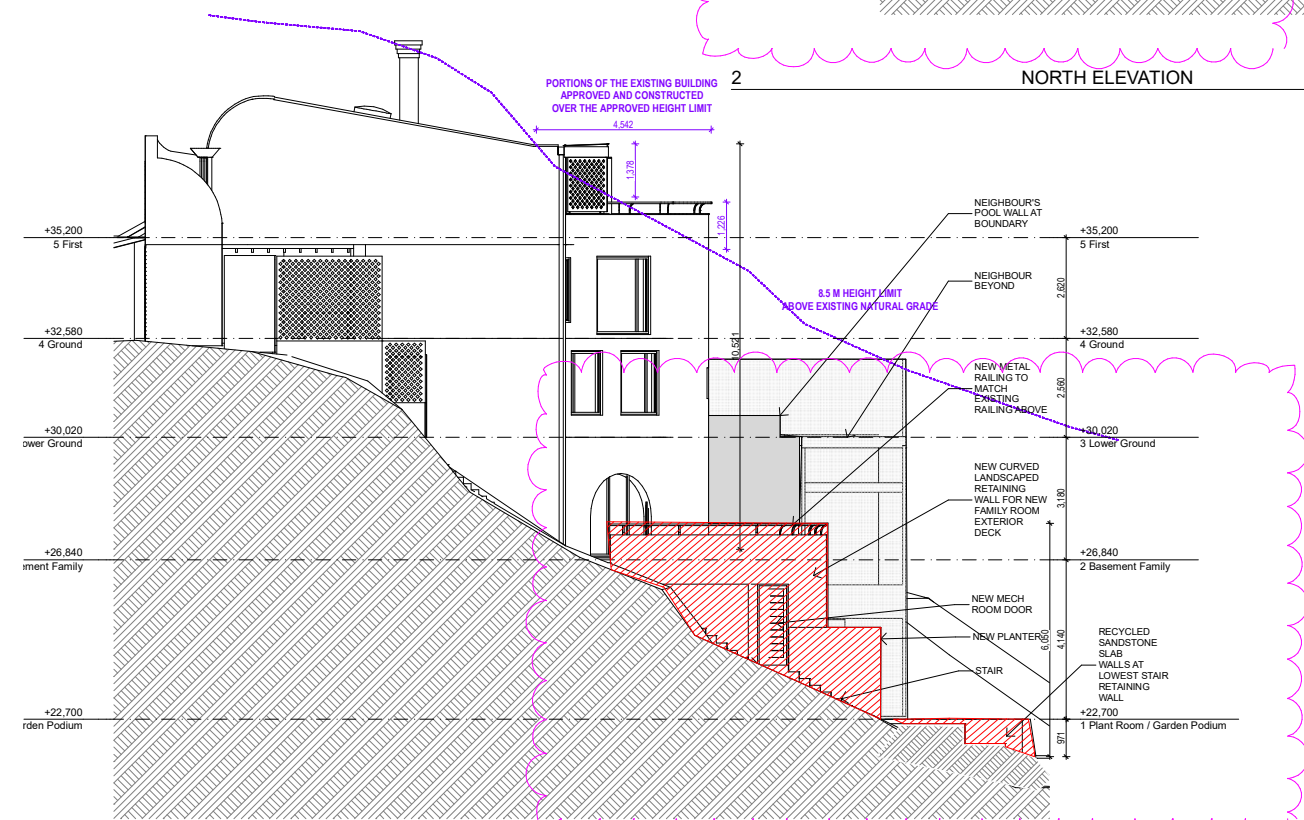 2
NORTH ELEVATION
PORTIONS OF THE EXISTING BUILDING
APPROVED AND CONSTRUCTED
OVER THE APPROVED HEIGHT LIMIT
4,542
1,378
1,226
NEIGHBOUR'S
POOL WALL AT
BOUNDARY
+35,200
5 First
+35,200
5 First
NEIGHBOUR
BEYOND
2,620
8.5 M HEIGHT LIMIT
ABOVE EXISTING NATURAL GRADE
+32,580
4 Ground
+32,580
4 Ground
10,521
NEW METAL
RAILING TO
MATCH
EXISTING
RAILING ABOVE
2,560
+30,020
ower Ground
+30,020
3 Lower Ground
NEW CURVED
LANDSCAPED
RETAINING
WALL FOR NEW
FAMILY ROOM
EXTERIOR
DECK
3,180
+26,840
ement Family
+26,840
2 Basement Family
NEW MECH
ROOM DOOR
NEW PLANTER
6,050
4,140
STAIR
RECYCLED
SANDSTONE
SLAB
WALLS AT
LOWEST STAIR
RETAINING
WALL
+22,700
rden Podium
+22,700
1 Plant Room / Garden Podium
971